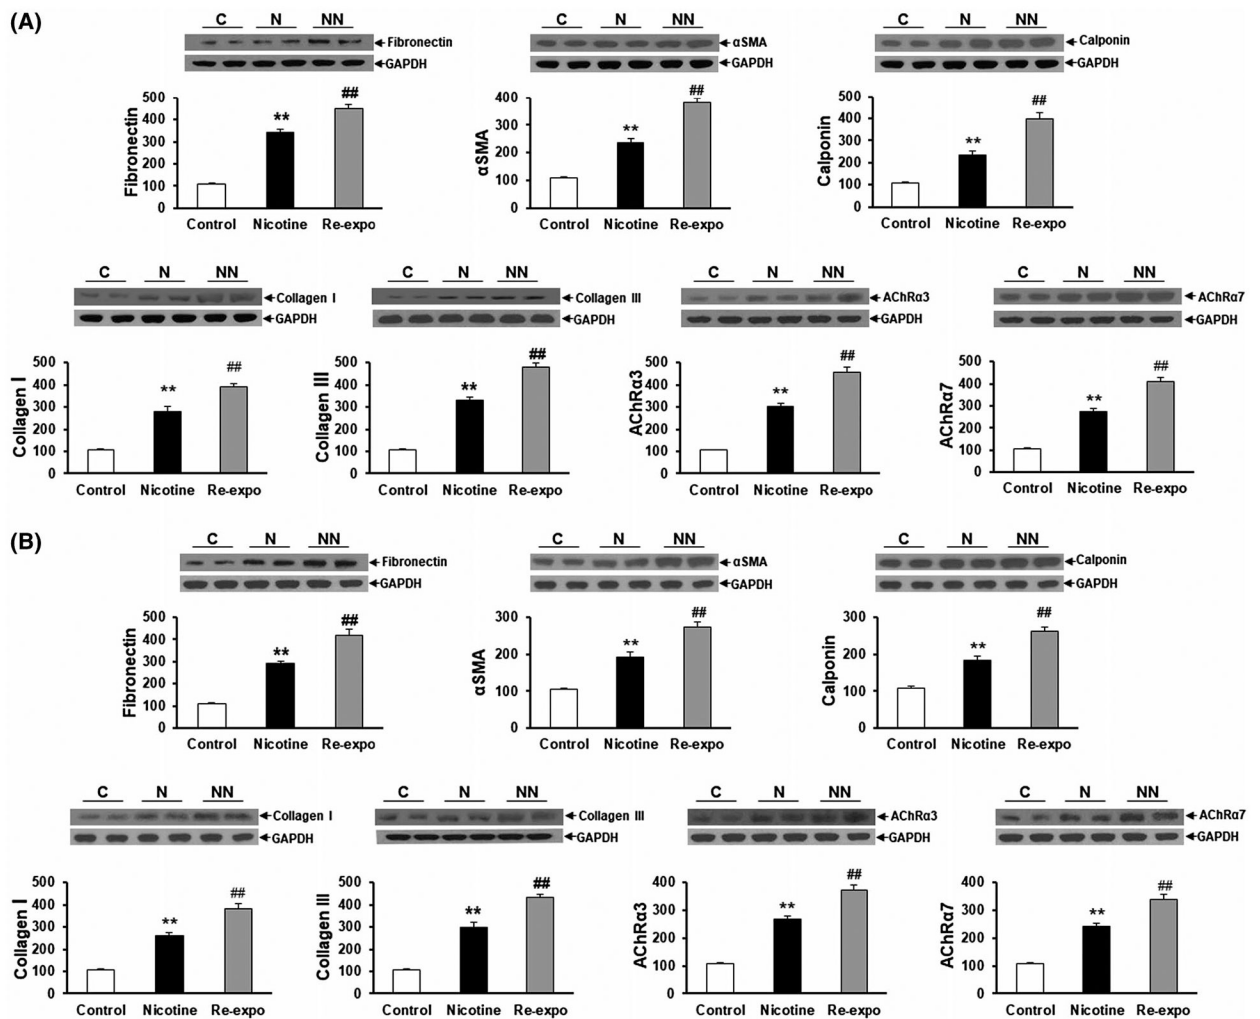 (A)
C N NN
Fibronectin
GAPDH
Fibronectin
500
400
300
200
100
0
**
##
Control Nicotine Re-expo
C N NN
αSMA
GAPDH
αSMA
400
300
200
100
0
**
##
Control Nicotine Re-expo
C N NN
Calponin
GAPDH
Calponin
500
400
300
200
100
0
**
##
Control Nicotine Re-expo
C N NN
Collagen I
GAPDH
Collagen I
500
400
300
200
100
0
**
##
Control Nicotine Re-expo
C N NN
Collagen III
GAPDH
Collagen III
500
400
300
200
100
0
**
##
Control Nicotine Re-expo
C N NN
AChRα3
GAPDH
AChRα3
500
400
300
200
100
0
**
##
Control Nicotine Re-expo
C N NN
AChRα7
GAPDH
AChRα7
500
400
300
200
100
0
**
##
Control Nicotine Re-expo
(B)
C N NN
Fibronectin
GAPDH
Fibronectin
500
400
300
200
100
0
**
##
Control Nicotine Re-expo
C N NN
αSMA
GAPDH
αSMA
300
200
100
0
**
##
Control Nicotine Re-expo
C N NN
Calponin
GAPDH
Calponin
300
200
100
0
**
##
Control Nicotine Re-expo
C N NN
Collagen I
GAPDH
Collagen I
500
400
300
200
100
0
**
##
Control Nicotine Re-expo
C N NN
Collagen III
GAPDH
Collagen III
500
400
300
200
100
0
**
##
Control Nicotine Re-expo
C N NN
AChRα3
GAPDH
AChRα3
400
300
200
100
0
**
##
Control Nicotine Re-expo
C N NN
AChRα7
GAPDH
AChRα7
400
300
200
100
0
**
##
Control Nicotine Re-expo